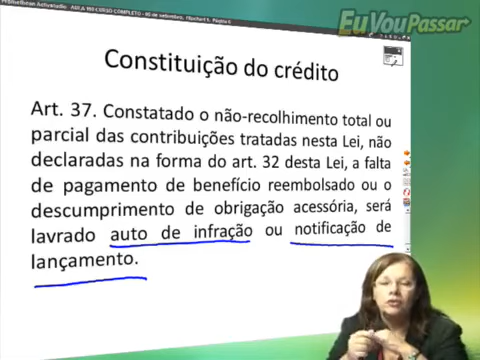 EuVouPassar
Constituição do crédito
Art. 37. Constatado o não-recolhimento total ou
parcial das contribuições tratadas nesta Lei, não
declaradas na forma do art. 32 desta Lei, a falta
de pagamento de benefício reembolsado ou o
descumprimento de obrigação acessória, será
lavrado auto de infração ou notificação de
lançamento.